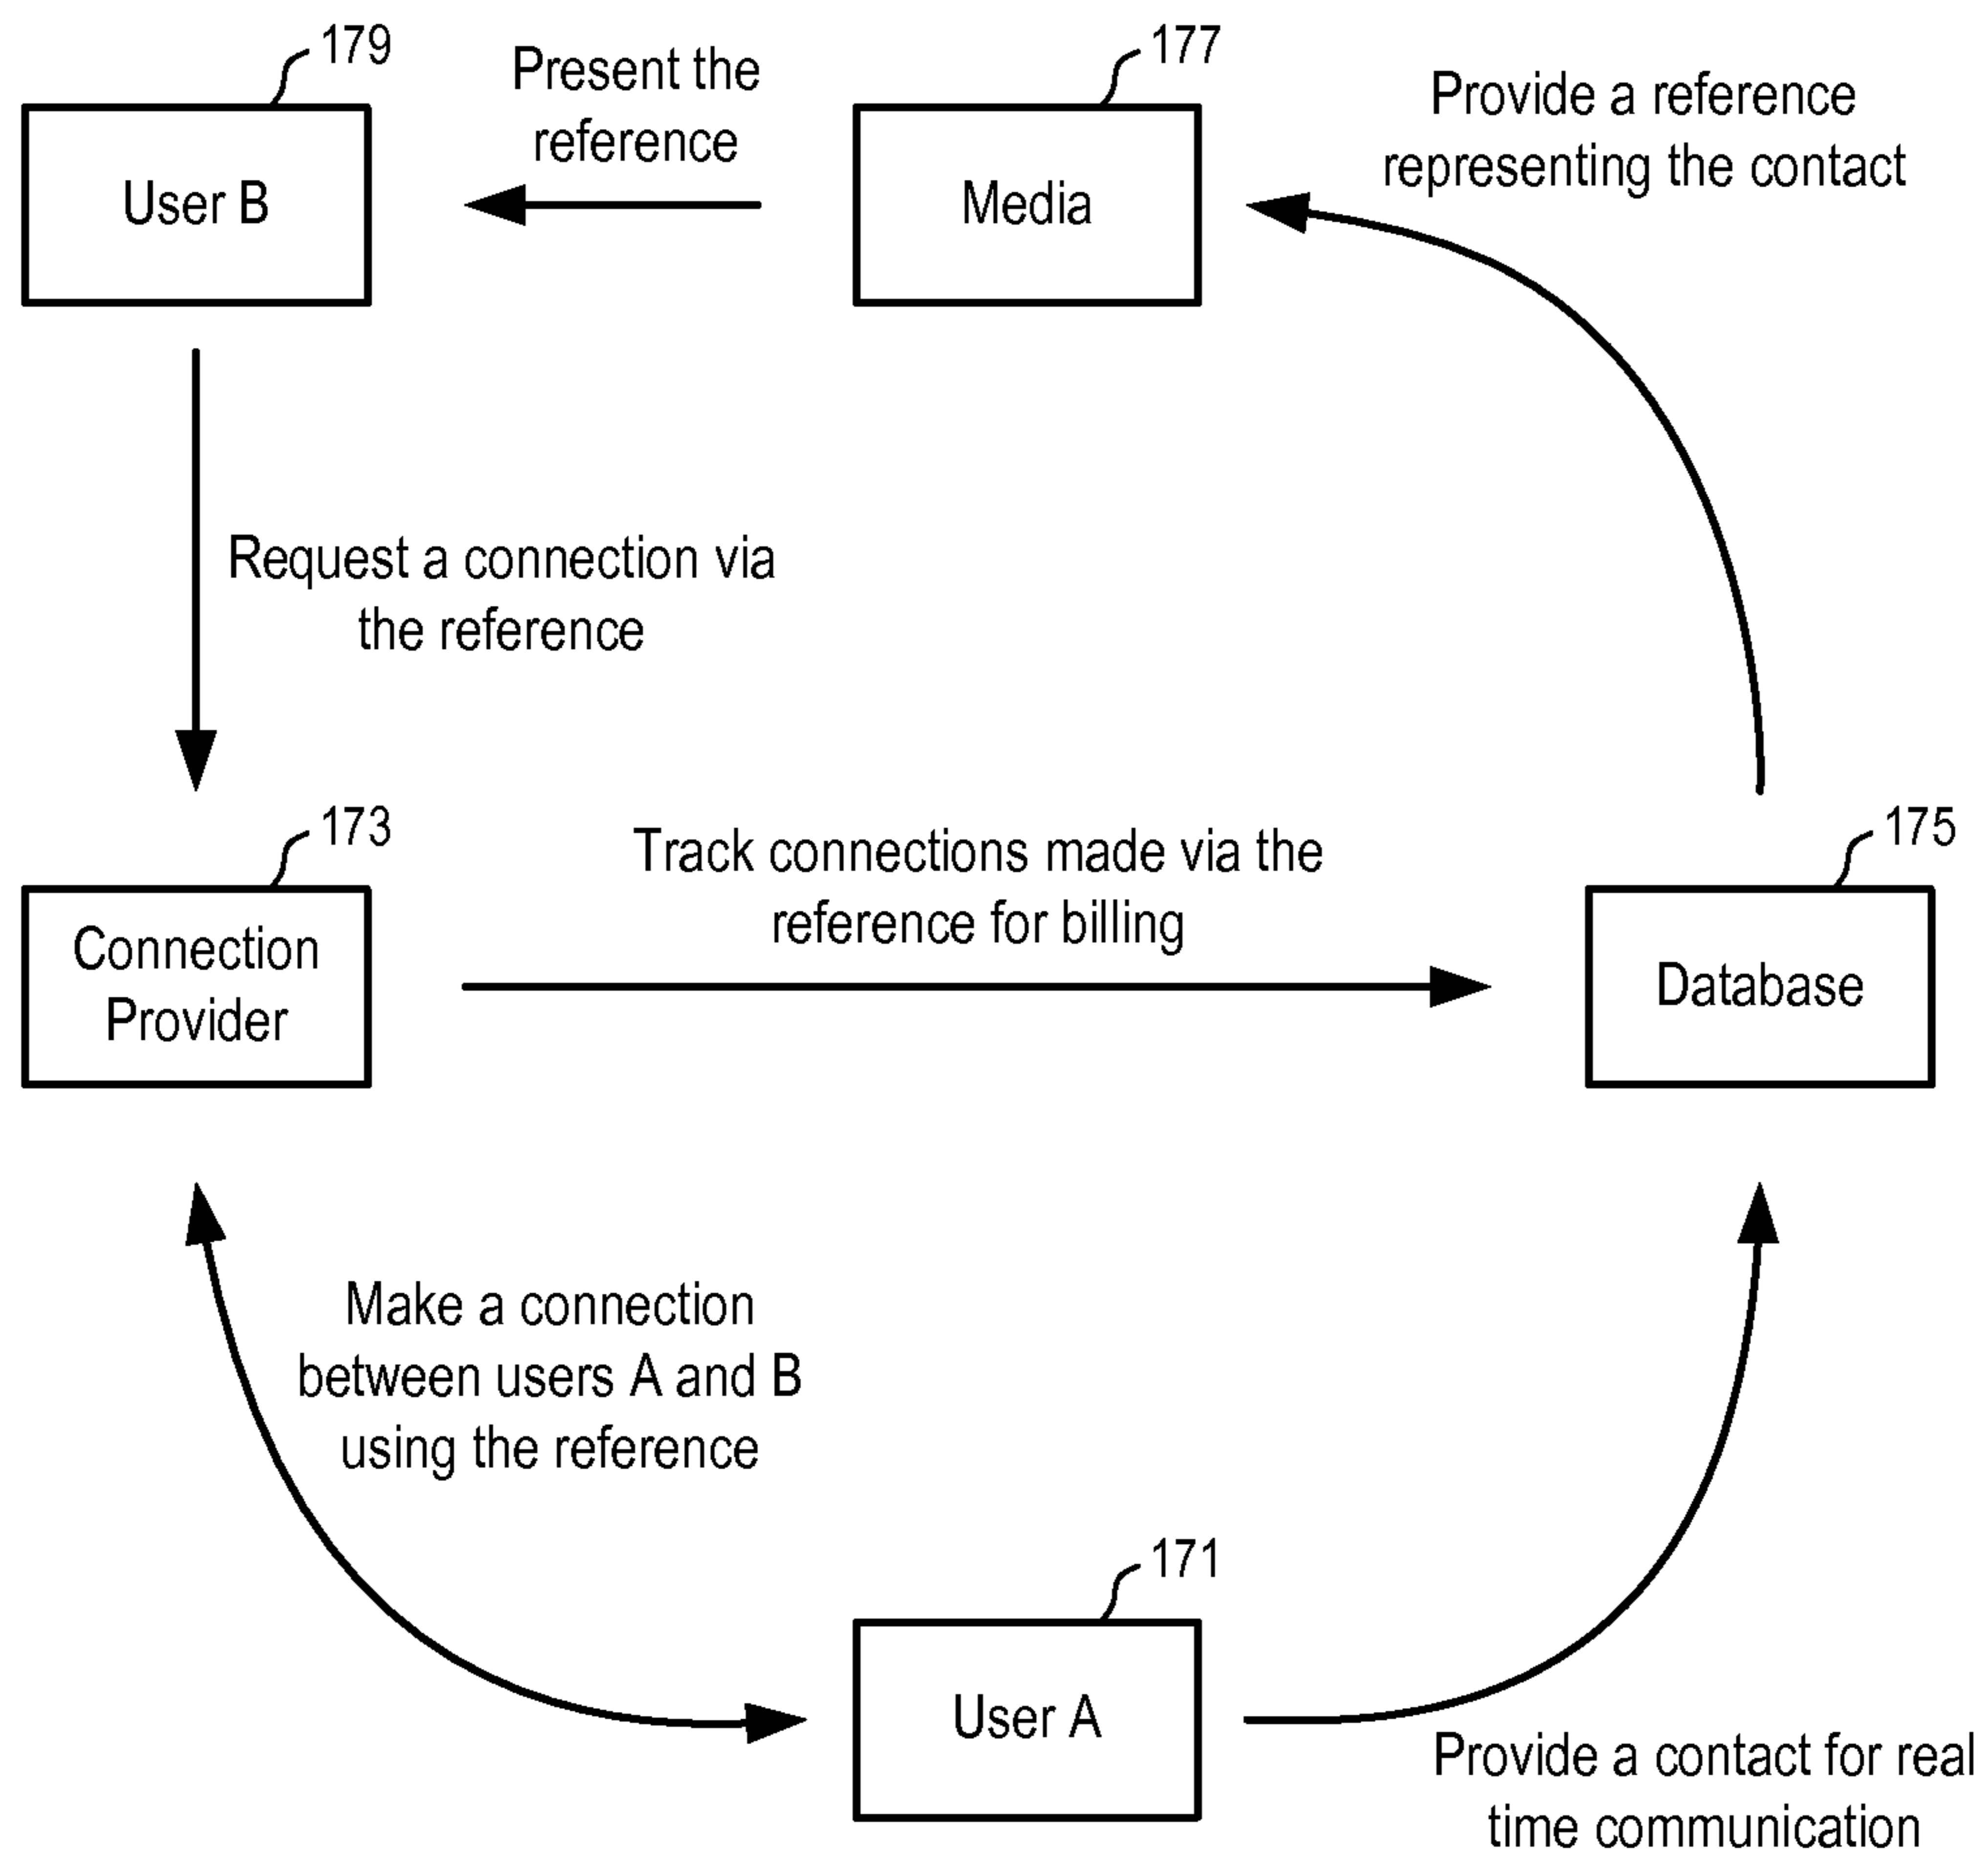 179
Present the
reference
177
Provide a reference
representing the contact
User B
Media
Request a connection via
the reference
173
Track connections made via the
reference for billing
175
Connection
Provider
Database
Make a connection
between users A and B
using the reference
171
User A
Provide a contact for real
time communication